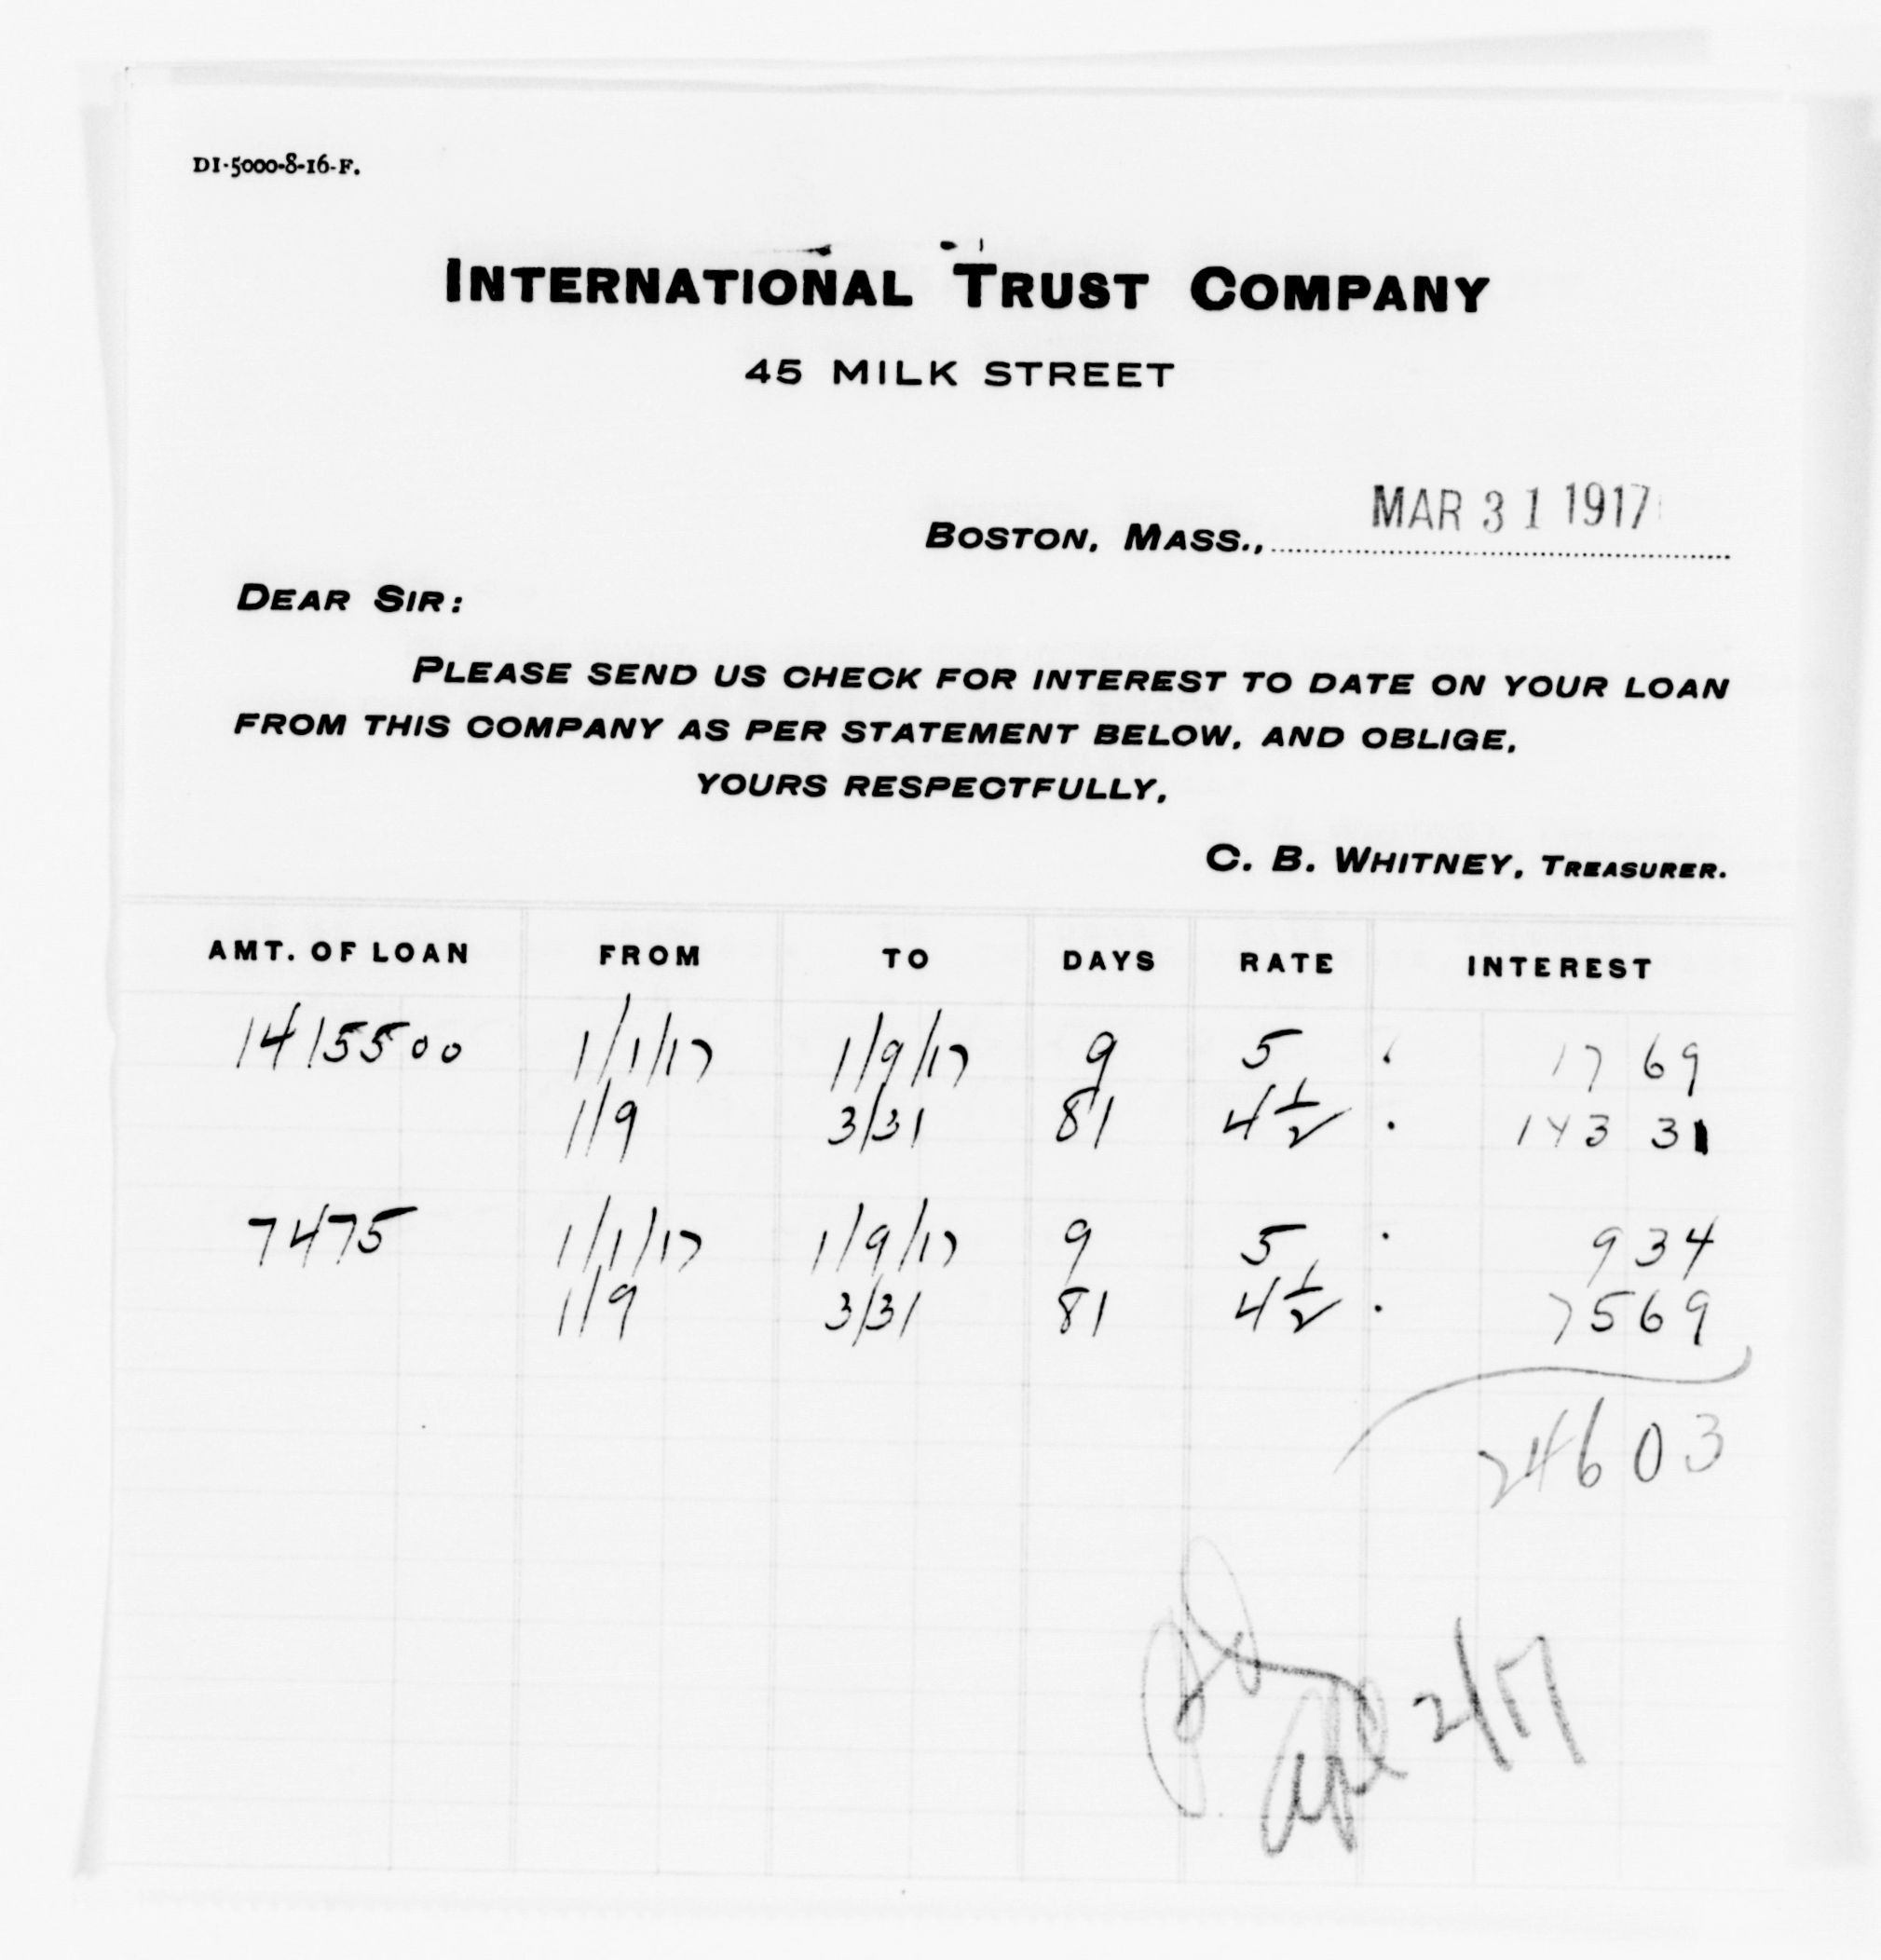 DI-5000-8-16-F.
INTERNATIONAL TRUST COMPANY
45 MILK STREET
BOSTON, MASS., MAR 31 1917
DEAR SIR:
PLEASE SEND US CHECK FOR INTEREST TO DATE ON YOUR LOAN
FROM THIS COMPANY AS PER STATEMENT BELOW, AND OBLIGE,
YOURS RESPECTFULLY,
C. B. WHITNEY, TREASURER.
AMT. OF LOAN FROM TO DAYS RATE INTEREST
14155 00 1/1/17 1/9/17 9 5 17 69
1/9 3/31 81 4 1/2 143 31
7475 1/1/17 1/9/17 9 5 9 34
1/9 3/31 81 4 1/2 75 69
246 03
2/17